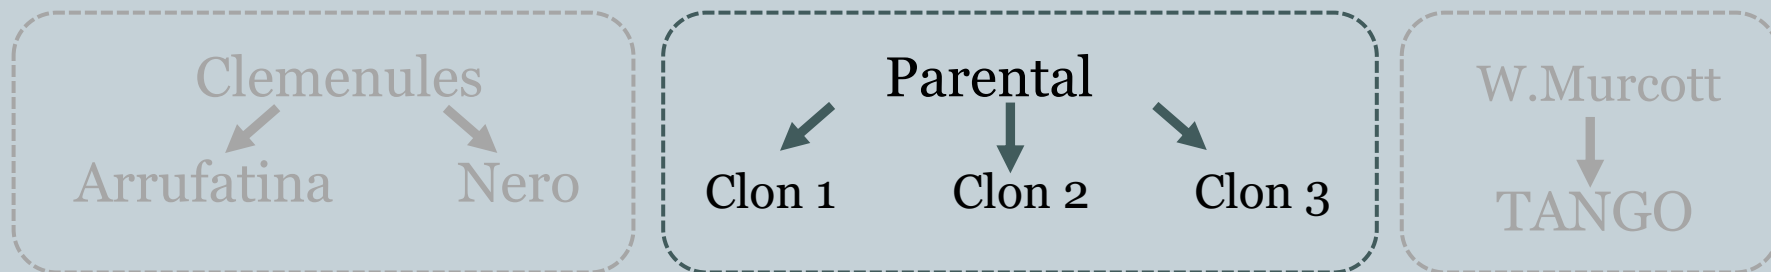 Clemenules
Arrufatina
Nero
Parental
Clon 1
Clon 2
Clon 3
W.Murcott
TANGO